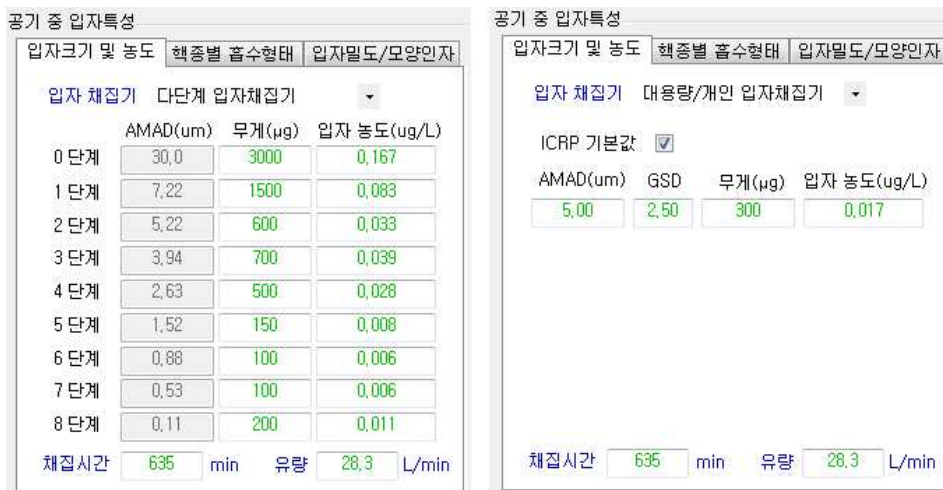 공기 중 입자특성
입자크기 및 농도 핵종별 흡수형태 입자밀도/모양인자
입자 채집기 다단계 입자채집기
AMAD(um) 무게(μg) 입자 농도(ug/L)
0 단계 30,0 3000 0,167
1 단계 7,22 1500 0,083
2 단계 5,22 600 0,033
3 단계 3,94 700 0,039
4 단계 2,63 500 0,028
5 단계 1,52 150 0,008
6 단계 0,88 100 0,006
7 단계 0,53 100 0,006
8 단계 0,11 200 0,011
채집시간 635 min 유량 28,3 L/min
공기 중 입자특성
입자크기 및 농도 핵종별 흡수형태 입자밀도/모양인자
입자 채집기 대용량/개인 입자채집기
ICRP 기본값
AMAD(um) GSD 무게(μg) 입자 농도(ug/L)
5,00 2,50 300 0,017
채집시간 635 min 유량 28,3 L/min